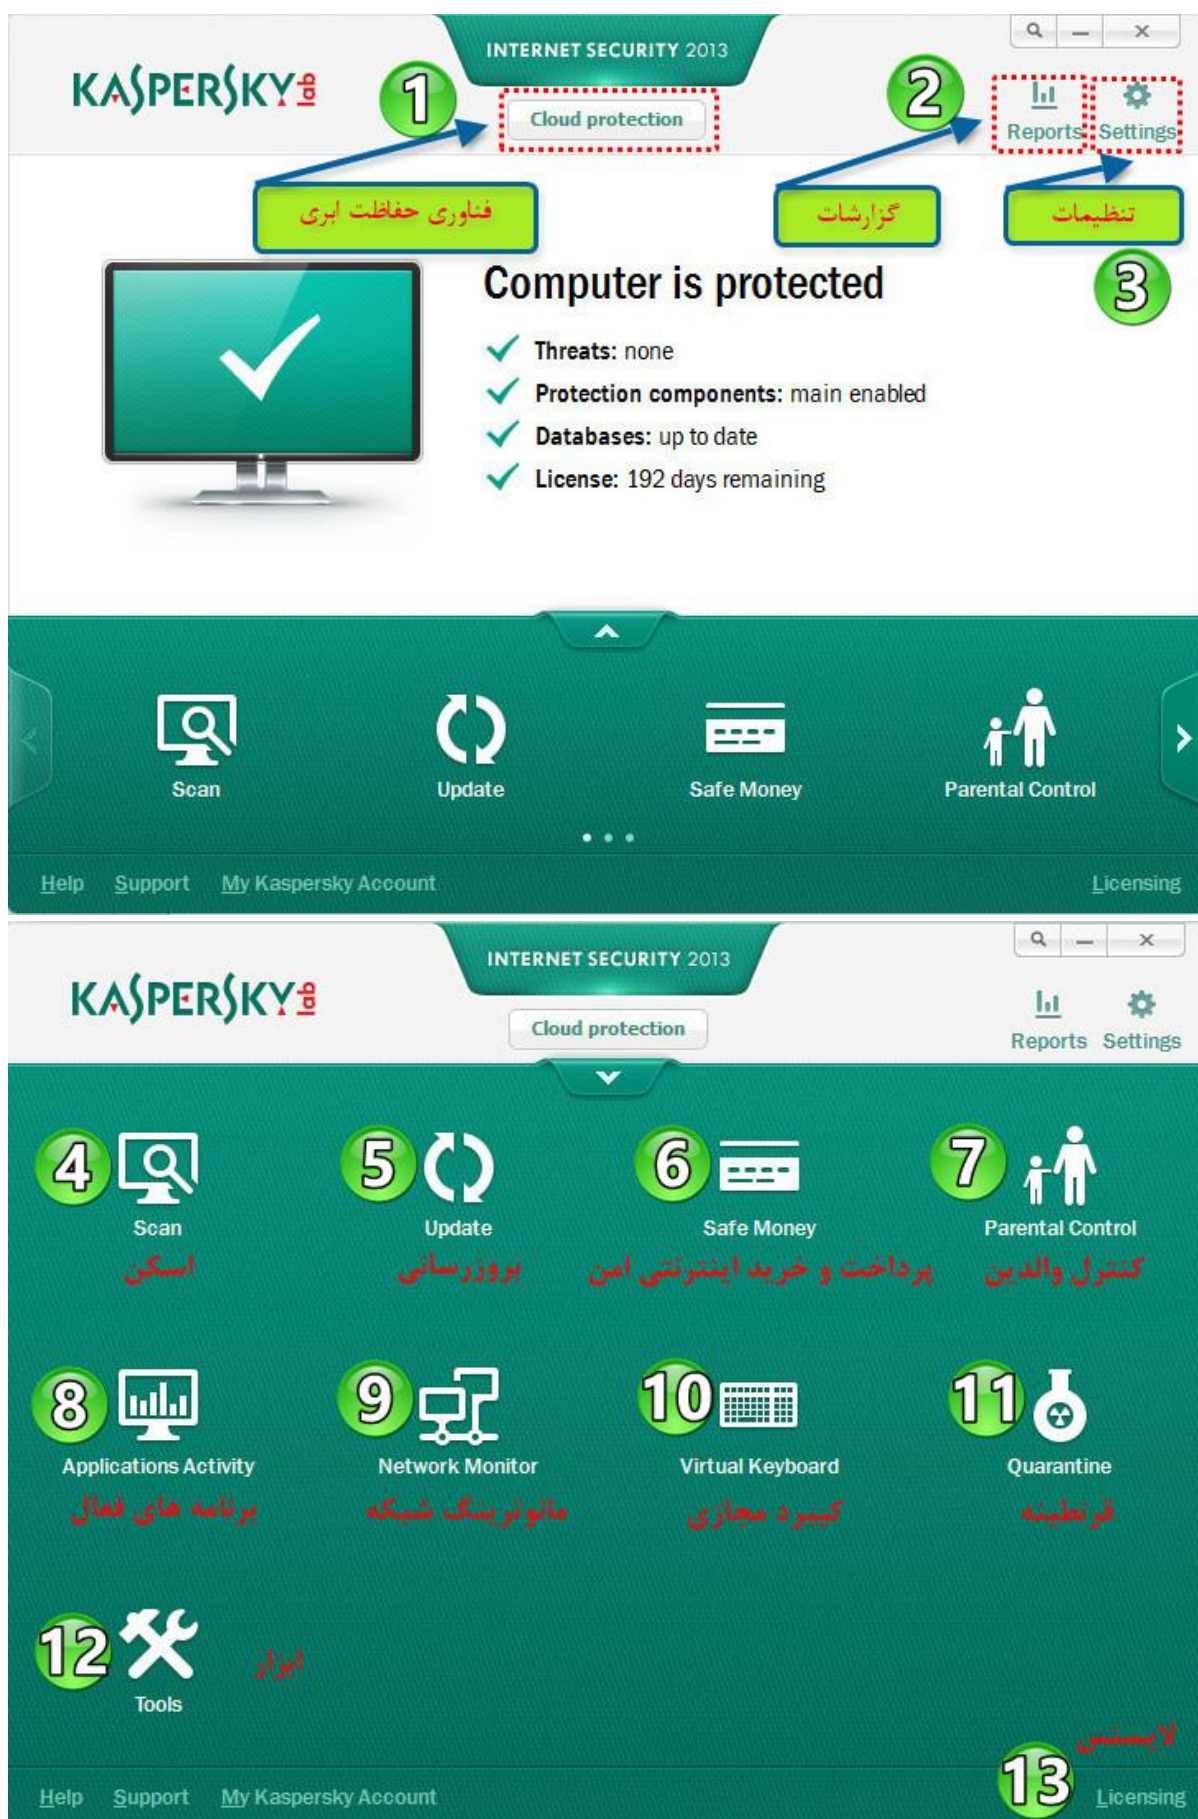 INTERNET SECURITY 2013
KASPERSKY lab
1
Cloud protection
2
Reports Settings
فناوری حفاظت ابری
گزارشات
تنظیمات
3
Computer is protected
Threats: none
Protection components: main enabled
Databases: up to date
License: 192 days remaining
Scan Update Safe Money Parental Control
Help Support My Kaspersky Account Licensing
INTERNET SECURITY 2013
KASPERSKY lab
Cloud protection
Reports Settings
4 5 6 7
Scan Update Safe Money Parental Control
اسکن بروزرسانی پرداخت و خرید اینترنتی امن کنترل والدین
8 9 10 11
Applications Activity Network Monitor Virtual Keyboard Quarantine
برنامه های فعال مانوترینگ شبکه کیبرد مجازی قرنطینه
12
ابزار
Tools
لایسنس
13
Help Support My Kaspersky Account Licensing